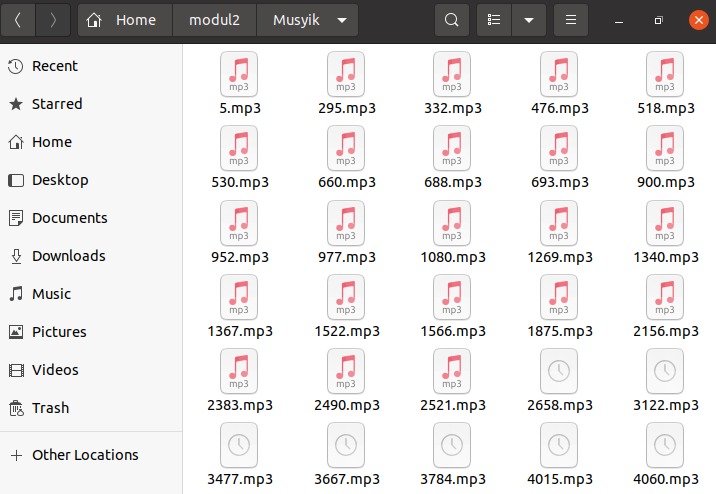 Home modul2 Musyik
Recent
Starred
Home
Desktop
Documents
Downloads
Music
Pictures
Videos
Trash
Other Locations
mp3 mp3 mp3 mp3 mp3
5.mp3 295.mp3 332.mp3 476.mp3 518.mp3
mp3 mp3 mp3 mp3 mp3
530.mp3 660.mp3 688.mp3 693.mp3 900.mp3
mp3 mp3 mp3 mp3 mp3
952.mp3 977.mp3 1080.mp3 1269.mp3 1340.mp3
mp3 mp3 mp3 mp3 mp3
1367.mp3 1522.mp3 1566.mp3 1875.mp3 2156.mp3
mp3 mp3 mp3
2383.mp3 2490.mp3 2521.mp3 2658.mp3 3122.mp3
3477.mp3 3667.mp3 3784.mp3 4015.mp3 4060.mp3